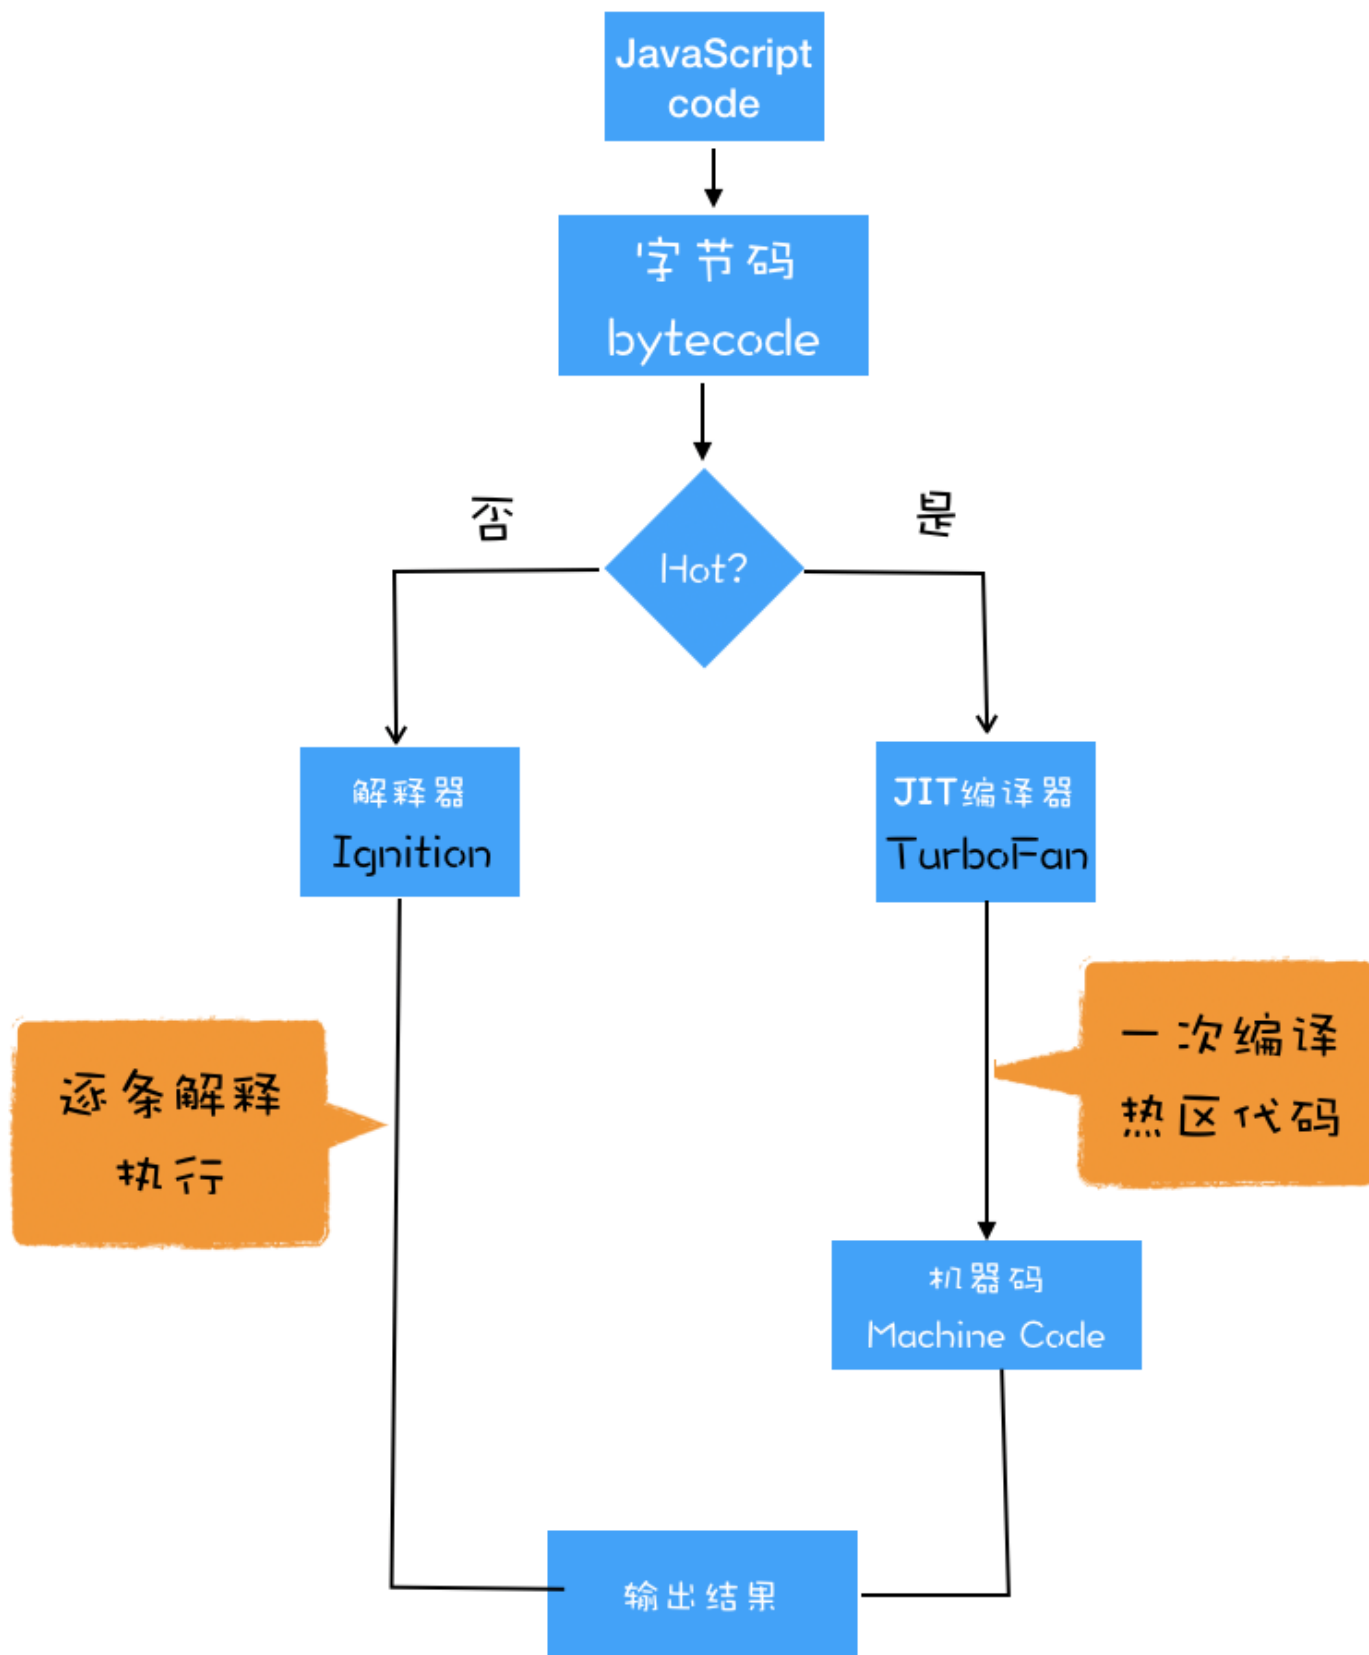 JavaScript
code
字节码
bytecode
否
是
Hot?
解释器
Ignition
JIT编译器
TurboFan
逐条解释
执行
一次编译
热区代码
机器码
Machine Code
输出结果